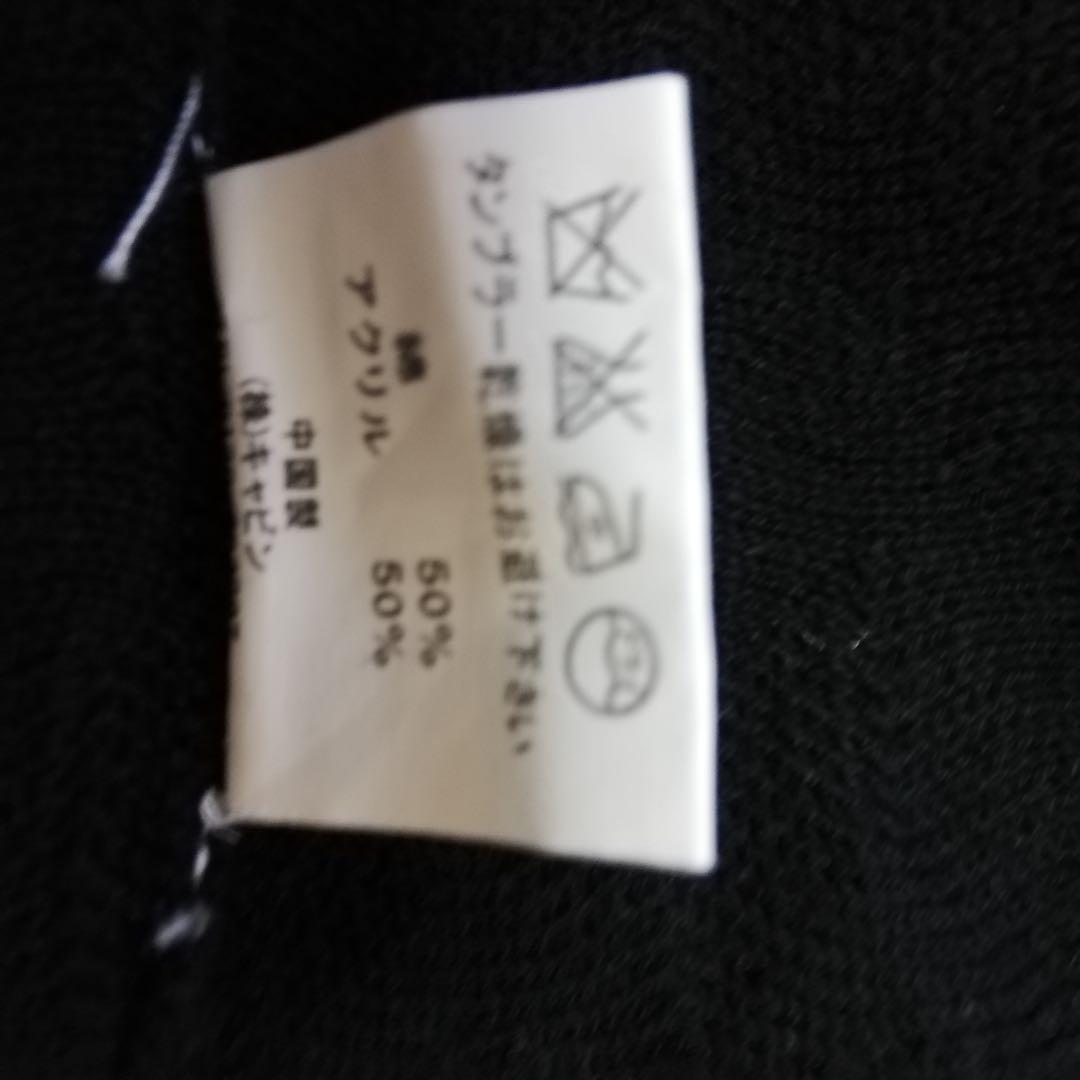 タンブラー乾燥はお避け下さい
綿 50%
アクリル 50%
中国製
(株)キャビン